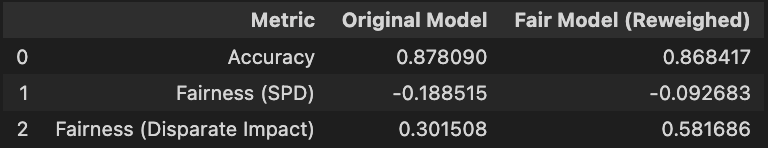 Metric Original Model Fair Model (Reweighed)
0 Accuracy 0.878090 0.868417
1 Fairness (SPD) -0.188515 -0.092683
2 Fairness (Disparate Impact) 0.301508 0.581686